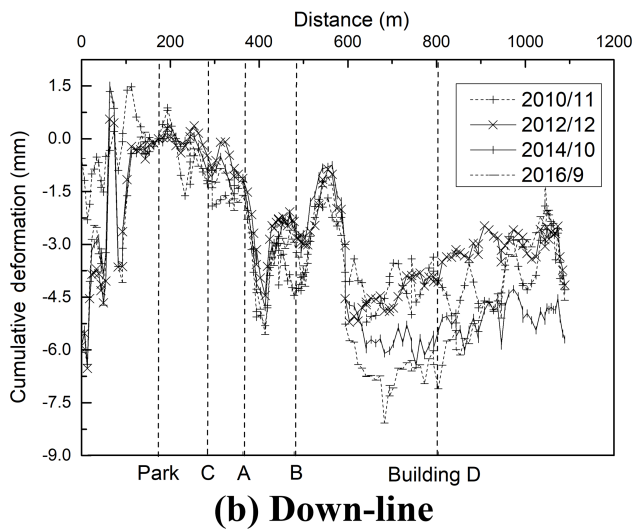 Distance (m)
0 200 400 600 800 1000 1200
Cumulative deformation (mm)
1.5
0.0
-1.5
-3.0
-4.5
-6.0
-7.5
-9.0
2010/11
2012/12
2014/10
2016/9
Park C A B Building D
(b) Down-line